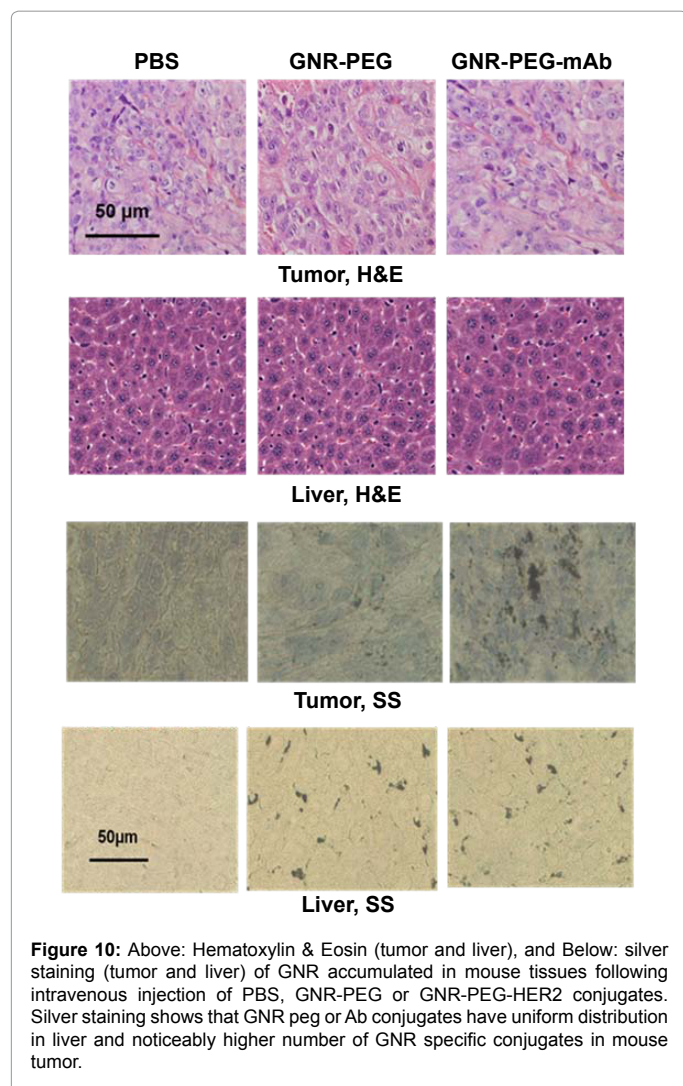 PBS GNR-PEG GNR-PEG-mAb
50 µm
Tumor, H&E
Liver, H&E
Tumor, SS
50µm
Liver, SS
Figure 10: Above: Hematoxylin & Eosin (tumor and liver), and Below: silver
staining (tumor and liver) of GNR accumulated in mouse tissues following
intravenous injection of PBS, GNR-PEG or GNR-PEG-HER2 conjugates.
Silver staining shows that GNR peg or Ab conjugates have uniform distribution
in liver and noticeably higher number of GNR specific conjugates in mouse
tumor.